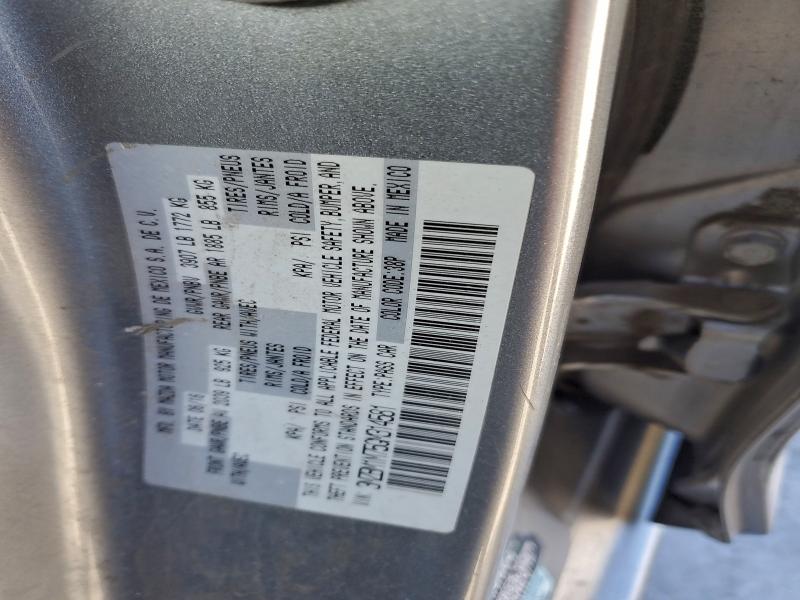 MFD. BY MAZDA MOTOR MANUFACTURING DE MEXICO S.A. DE C.V.
DATE 06/16 GVWR/PNBV 3907 LB 1772 KG
FRONT GAWR/PNBE AV 2039 LB 925 KG REAR GAWR/PNBE AR 1885 LB 855 KG
WITH/AVEC TIRES/PNEUS WITH/AVEC TIRES/PNEUS
RIMS/JANTES RIMS/JANTES
KPA/ PSI COLD/A FROID KPA/ PSI COLD/A FROID
THIS VEHICLE CONFORMS TO ALL APPLICABLE FEDERAL MOTOR VEHICLE SAFETY, BUMPER, AND
THEFT PREVENTION STANDARDS IN EFFECT ON THE DATE OF MANUFACTURE SHOWN ABOVE.
VIN: TYPE:PASS CAR COLOR CODE:38P MADE IN MEXICO